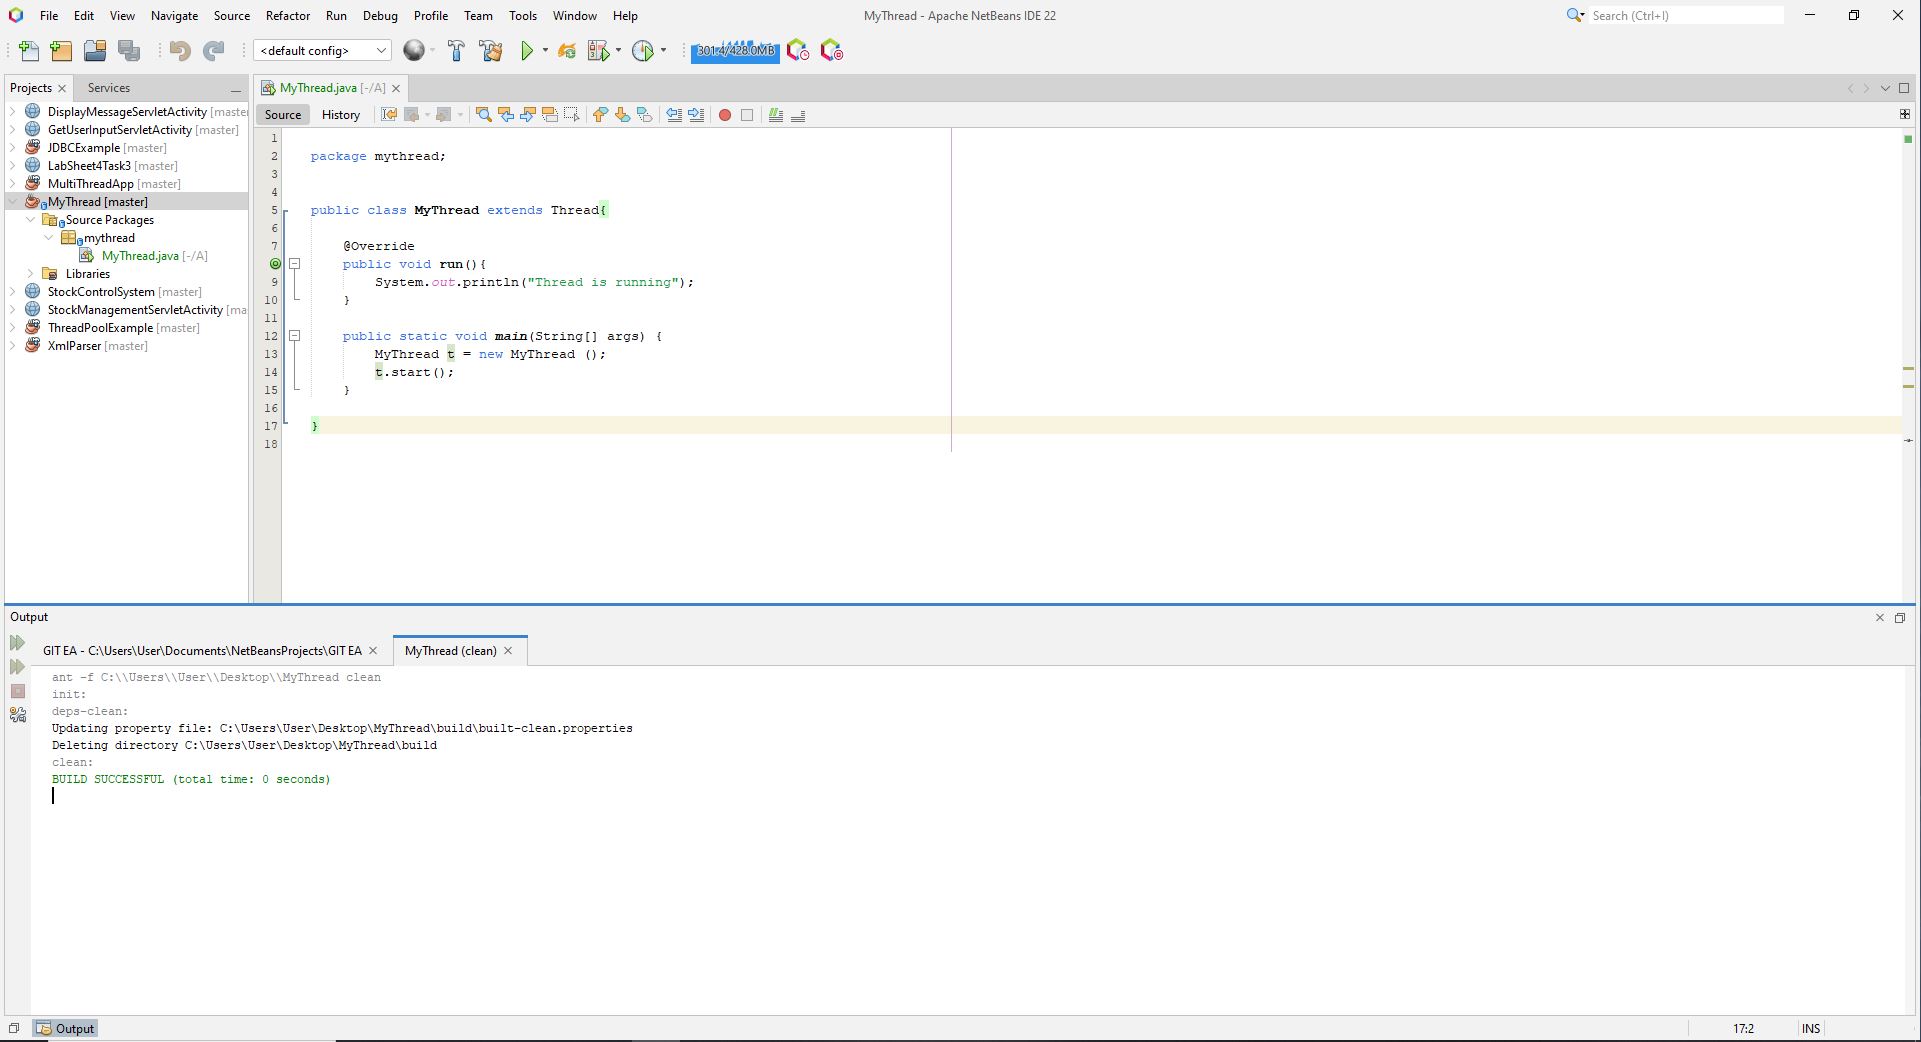 File Edit View Navigate Source Refactor Run Debug Profile Team Tools Window Help
MyThread - Apache NetBeans IDE 22
Search (Ctrl+I)
<default config>
301.4/428.0MB
Projects
Services
DisplayMessageServletActivity [master
GetUserInputServletActivity [master]
JDBCExample [master]
LabSheet4Task3 [master]
MultiThreadApp [master]
MyThread [master]
Source Packages
mythread
MyThread.java [-/A]
Libraries
StockControlSystem [master]
StockManagementServletActivity [ma
ThreadPoolExample [master]
XmlParser [master]
MyThread.java [-/A]
Source History
1
2 package mythread;
3
4
5 public class MyThread extends Thread{
6
7 @Override
8 public void run(){
9 System.out.println("Thread is running");
10 }
11
12 public static void main(String[] args) {
13 MyThread t = new MyThread ();
14 t.start();
15 }
16
17 }
18
Output
GIT EA - C:\Users\User\Documents\NetBeansProjects\GIT EA
MyThread (clean)
ant -f C:\\Users\\User\\Desktop\\MyThread clean
init:
deps-clean:
Updating property file: C:\Users\User\Desktop\MyThread\build\built-clean.properties
Deleting directory C:\Users\User\Desktop\MyThread\build
clean:
BUILD SUCCESSFUL (total time: 0 seconds)
Output
17:2
INS